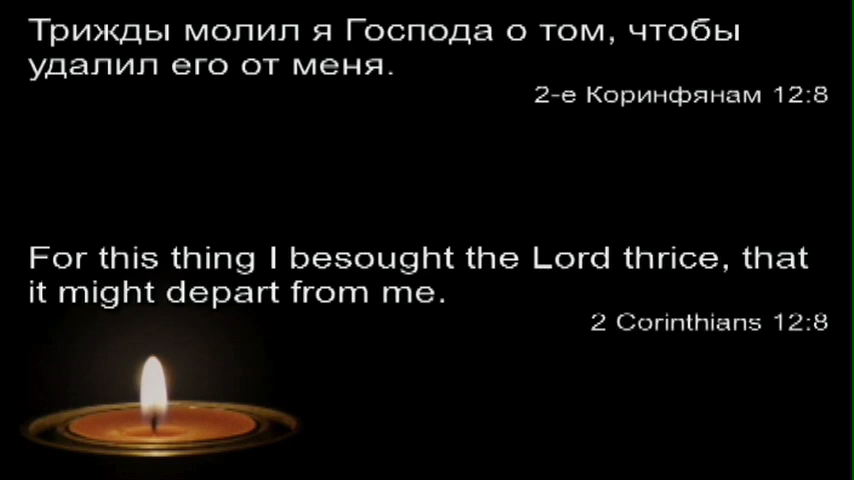 Трижды молил я Господа о том, чтобы
удалил его от меня.
2-е Коринфянам 12:8
For this thing I besought the Lord thrice, that
it might depart from me.
2 Corinthians 12:8